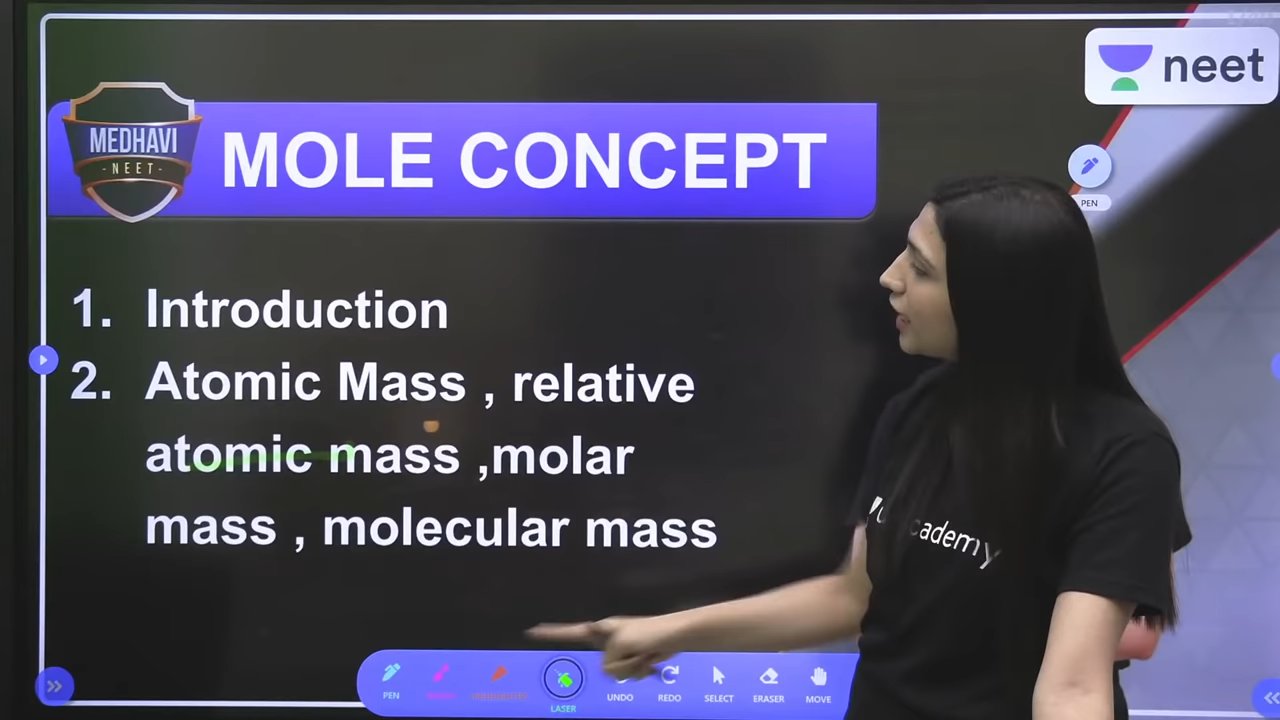 neet
MEDHAVI
-NEET-
MOLE CONCEPT
PEN
1. Introduction
2. Atomic Mass , relative
atomic mass ,molar
mass , molecular mass
cademy
PEN
LASER
UNDO
REDO
SELECT
ERASER
MOVE